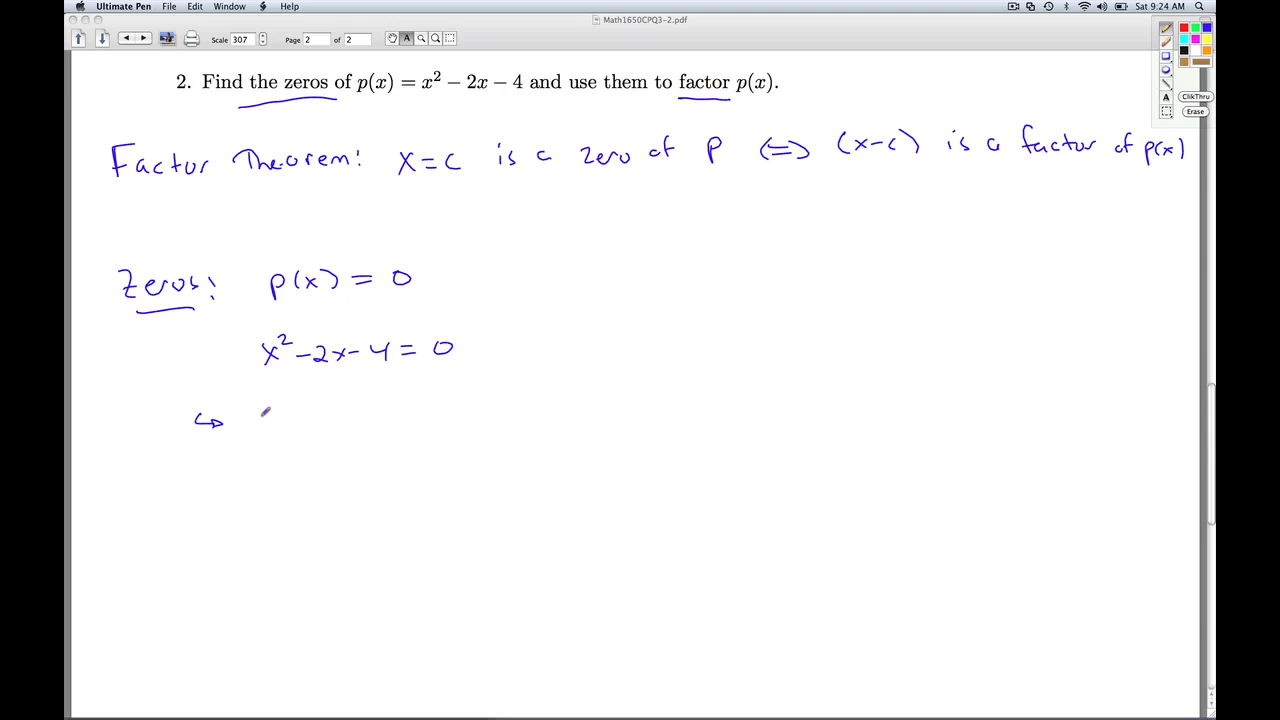 Ultimate Pen File Edit Window Help Sat 9:24 AM
Math1650CPQ3-2.pdf
Scale 307 Page 2 of 2 A
2. Find the zeros of p(x) = x² − 2x − 4 and use them to factor p(x).
A
ClikThru
Erase
Factor Theorem: x=c is a zero of p <=> (x-c) is a factor of p(x)
Zeros: p(x) = 0
x² -2x-4 = 0
↪